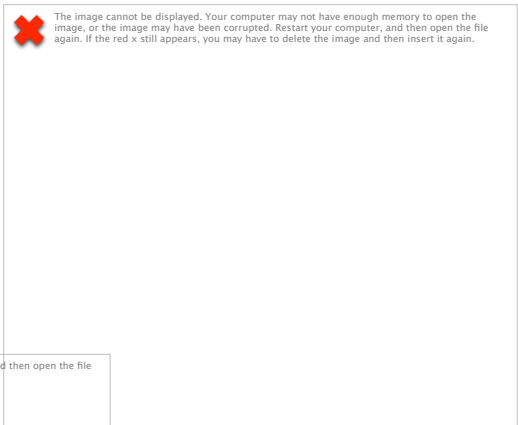 The image cannot be displayed. Your computer may not have enough memory to open the
image, or the image may have been corrupted. Restart your computer, and then open the file
again. If the red x still appears, you may have to delete the image and then insert it again.
d then open the file